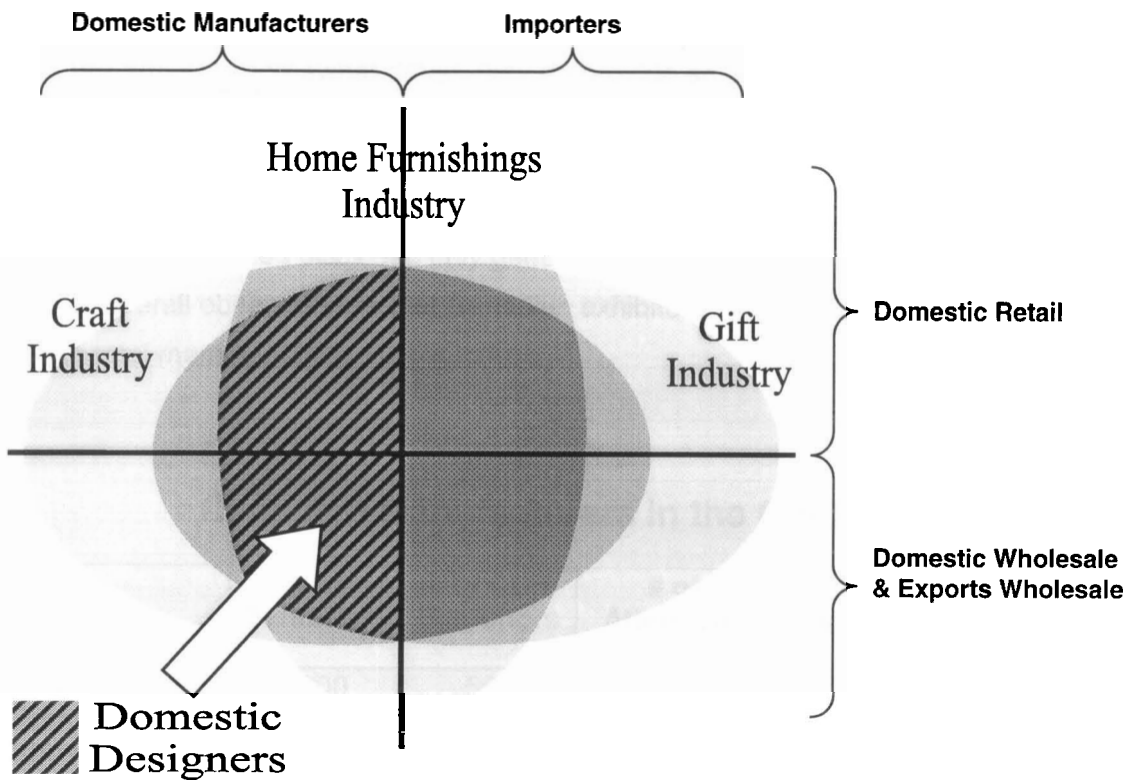 Domestic Manufacturers
Importers
Home Furnishings
Industry
Craft
Industry
Gift
Industry
Domestic Retail
Domestic Wholesale
& Exports Wholesale
Domestic
Designers